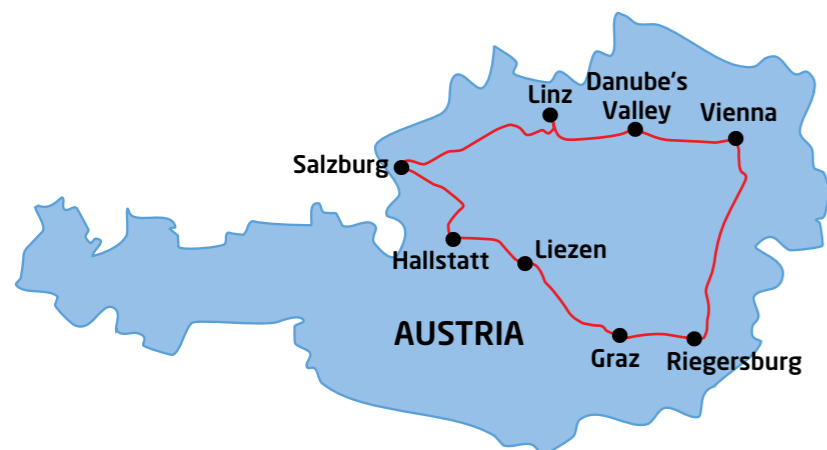 Linz
Danube's
Valley
Vienna
Salzburg
Hallstatt
Liezen
AUSTRIA
Graz
Riegersburg